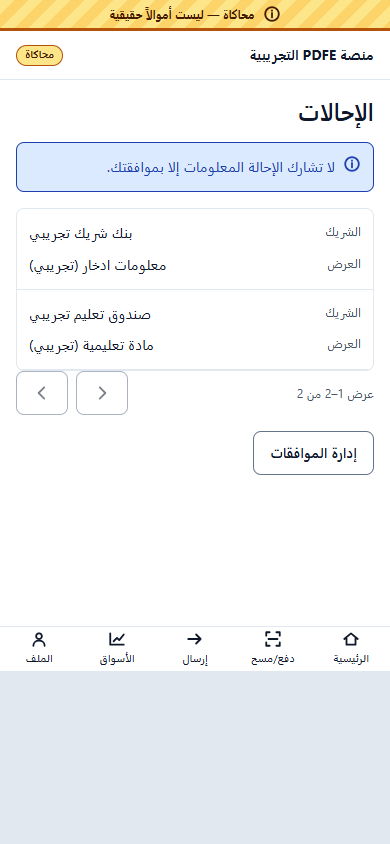 محاكاة — ليست أموالاً حقيقية
منصة PDFE التجريبية
محاكاة
الإحالات
لا تشارك الإحالة المعلومات إلا بموافقتك.
الشريك
بنك شريك تجريبي
العرض
معلومات ادخار (تجريبي)
الشريك
صندوق تعليم تجريبي
العرض
مادة تعليمية (تجريبي)
عرض 1–2 من 2
إدارة الموافقات
الرئيسية
دفع/مسح
إرسال
الأسواق
الملف